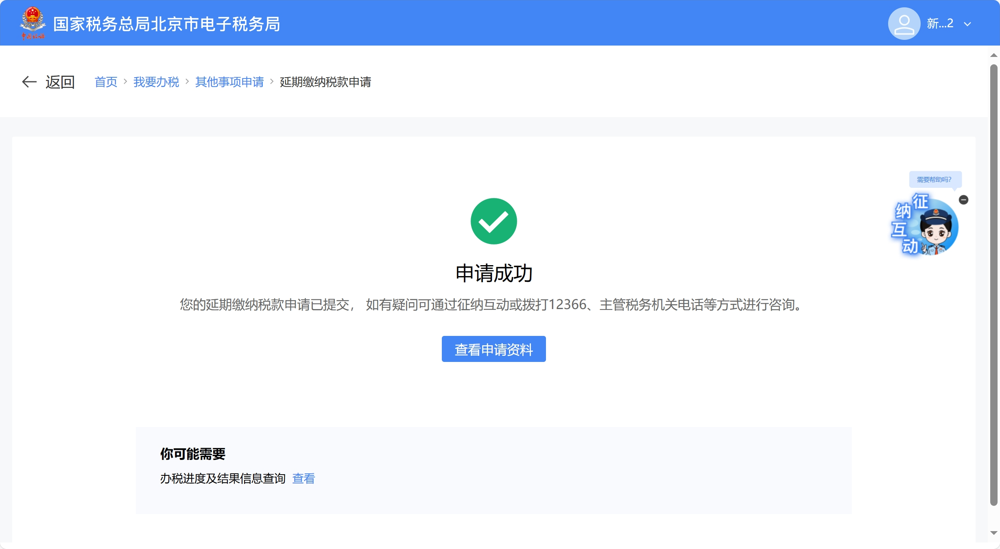 国家税务总局北京市电子税务局
新...2
返回 首页 > 我要办税 > 其他事项申请 > 延期缴纳税款申请
需要帮助吗?
征纳互动
申请成功
您的延期缴纳税款申请已提交， 如有疑问可通过征纳互动或拨打12366、主管税务机关电话等方式进行咨询。
查看申请资料
你可能需要
办税进度及结果信息查询 查看